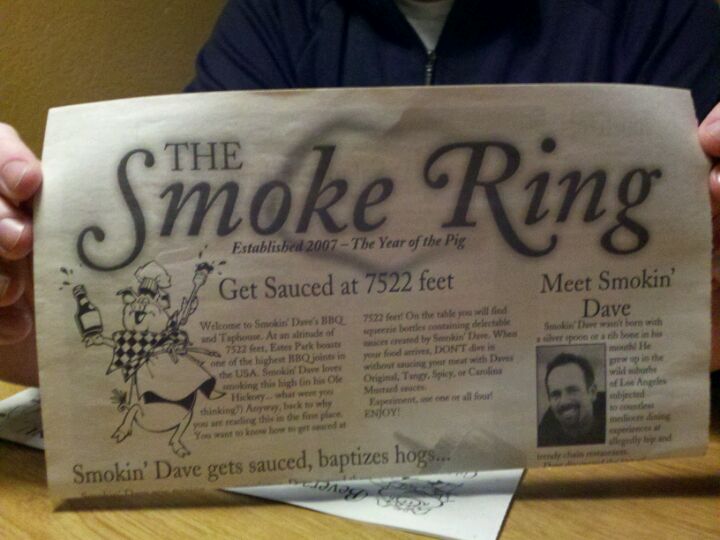 THE
Smoke Ring
Established 2007 – The Year of the Pig
Get Sauced at 7522 feet
Welcome to Smokin' Dave's BBQ
and Taphouse. At an altitude of
7522 feet, Estes Park boasts
one of the highest BBQ joints in
the USA. Smokin' Dave loves
smoking this high (in his Ole
Hickory... what were you
thinking?) Anyway, back to why
you are reading this in the first place.
You want to know how to get sauced at
7522 feet! On the table you will find
squeeze bottles containing delectable
sauces created by Smokin' Dave. When
your food arrives, DON'T dive in
without saucing your meat with Daves
Original, Tangy, Spicy, or Carolina
Mustard sauces.
Experiment, use one or all four!
ENJOY!
Meet Smokin'
Dave
Smokin' Dave wasn't born with
a silver spoon or a rib bone in his
mouth! He
grew up in the
wild suburbs
of Los Angeles
subjected
to countless
mediocre dining
experiences at
allegedly hip and
trendy chain restaurants.
Smokin' Dave gets sauced, baptizes hogs...